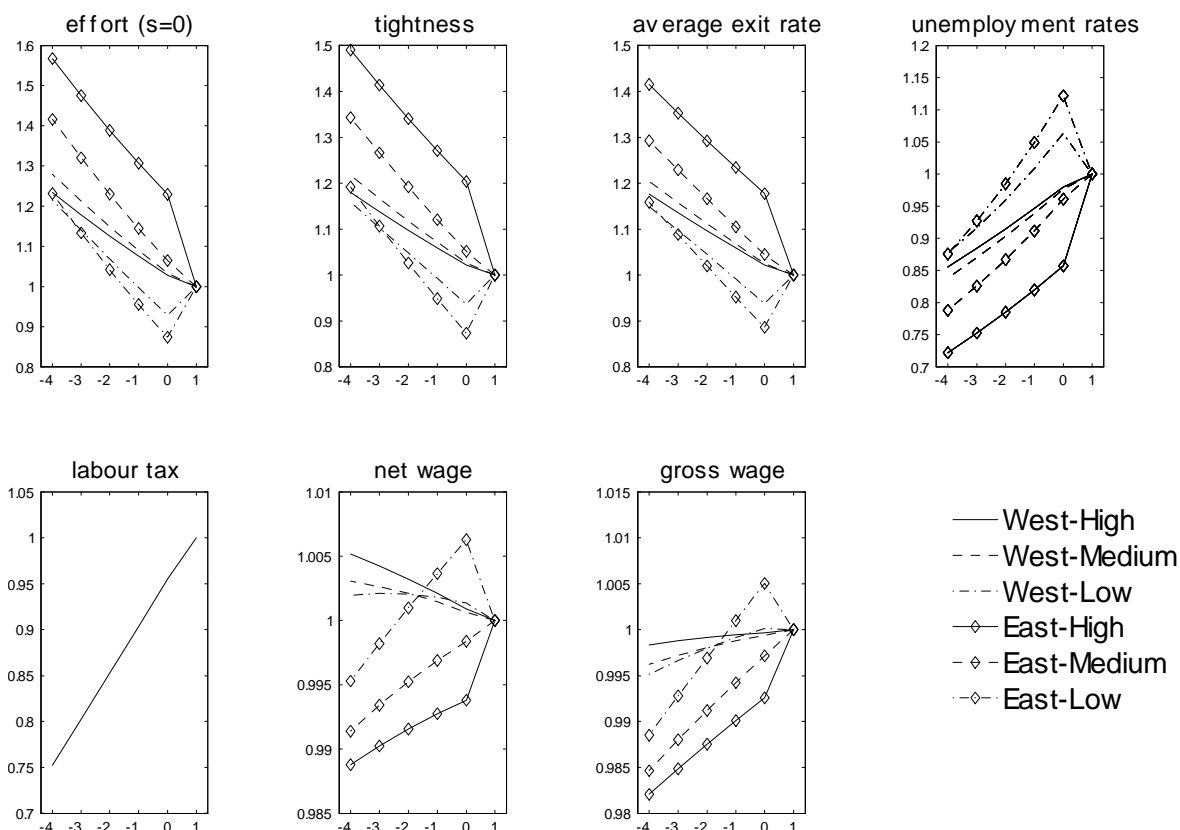 effort (s=0)
1.6
1.5
1.4
1.3
1.2
1.1
1
0.9
0.8
-4 -3 -2 -1 0 1
tightness
1.5
1.4
1.3
1.2
1.1
1
0.9
0.8
-4 -3 -2 -1 0 1
average exit rate
1.5
1.4
1.3
1.2
1.1
1
0.9
0.8
-4 -3 -2 -1 0 1
unemployment rates
1.2
1.15
1.1
1.05
1
0.95
0.9
0.85
0.8
0.75
0.7
-4 -3 -2 -1 0 1
labour tax
1.05
1
0.95
0.9
0.85
0.8
0.75
0.7
-4 -3 -2 -1 0 1
net wage
1.01
1.005
1
0.995
0.99
0.985
-4 -3 -2 -1 0 1
gross wage
1.015
1.01
1.005
1
0.995
0.99
0.985
0.98
-4 -3 -2 -1 0 1
West-High
West-Medium
West-Low
East-High
East-Medium
East-Low